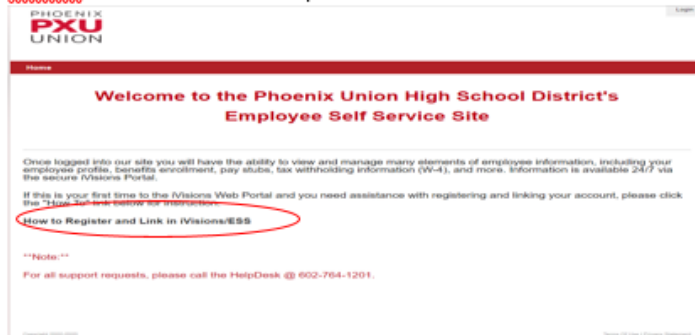 PHOENIX
PXU
UNION
Login
Home
Welcome to the Phoenix Union High School District's
Employee Self Service Site
Once logged into our site you will have the ability to view and manage many elements of employee information, including your
employee profile, benefits enrollment, pay stubs, tax withholding information (W-4), and more. Information is available 24/7 via
the secure iVisions Portal.
If this is your first time to the iVisions Web Portal and you need assistance with registering and linking your account, please click
the "How To" link below for instruction.
How to Register and Link in iVisions/ESS
**Note:**
For all support requests, please call the HelpDesk @ 602-764-1201.